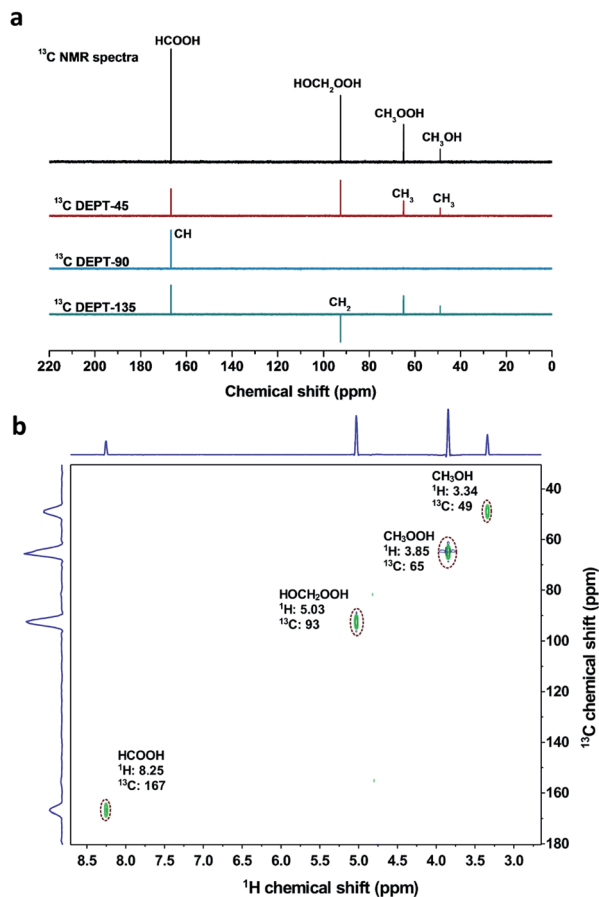 a
¹³C NMR spectra
HCOOH
HOCH₂OOH
CH₃OOH
CH₃OH
¹³C DEPT-45
CH₃
CH₃
¹³C DEPT-90
CH
¹³C DEPT-135
CH₂
220 200 180 160 140 120 100 80 60 40 20 0
Chemical shift (ppm)
b
CH₃OH
¹H: 3.34
¹³C: 49
CH₃OOH
¹H: 3.85
¹³C: 65
HOCH₂OOH
¹H: 5.03
¹³C: 93
HCOOH
¹H: 8.25
¹³C: 167
40
60
80
100
120
140
160
180
¹³C chemical shift (ppm)
8.5 8.0 7.5 7.0 6.5 6.0 5.5 5.0 4.5 4.0 3.5 3.0
¹H chemical shift (ppm)